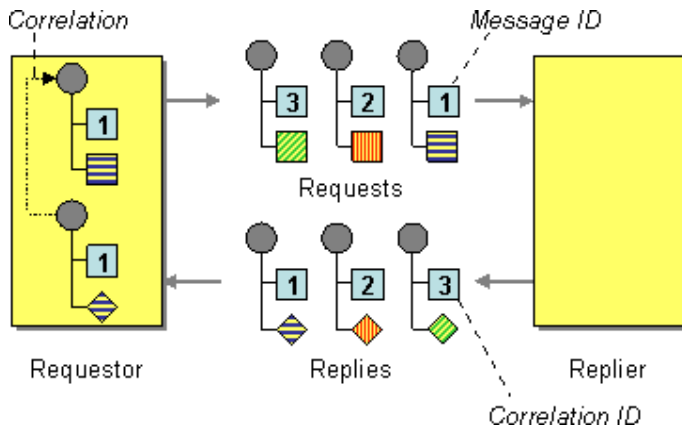 Correlation
Message ID
1
3 2 1
Requests
1
1 2 3
Requestor
Replies
Replier
Correlation ID